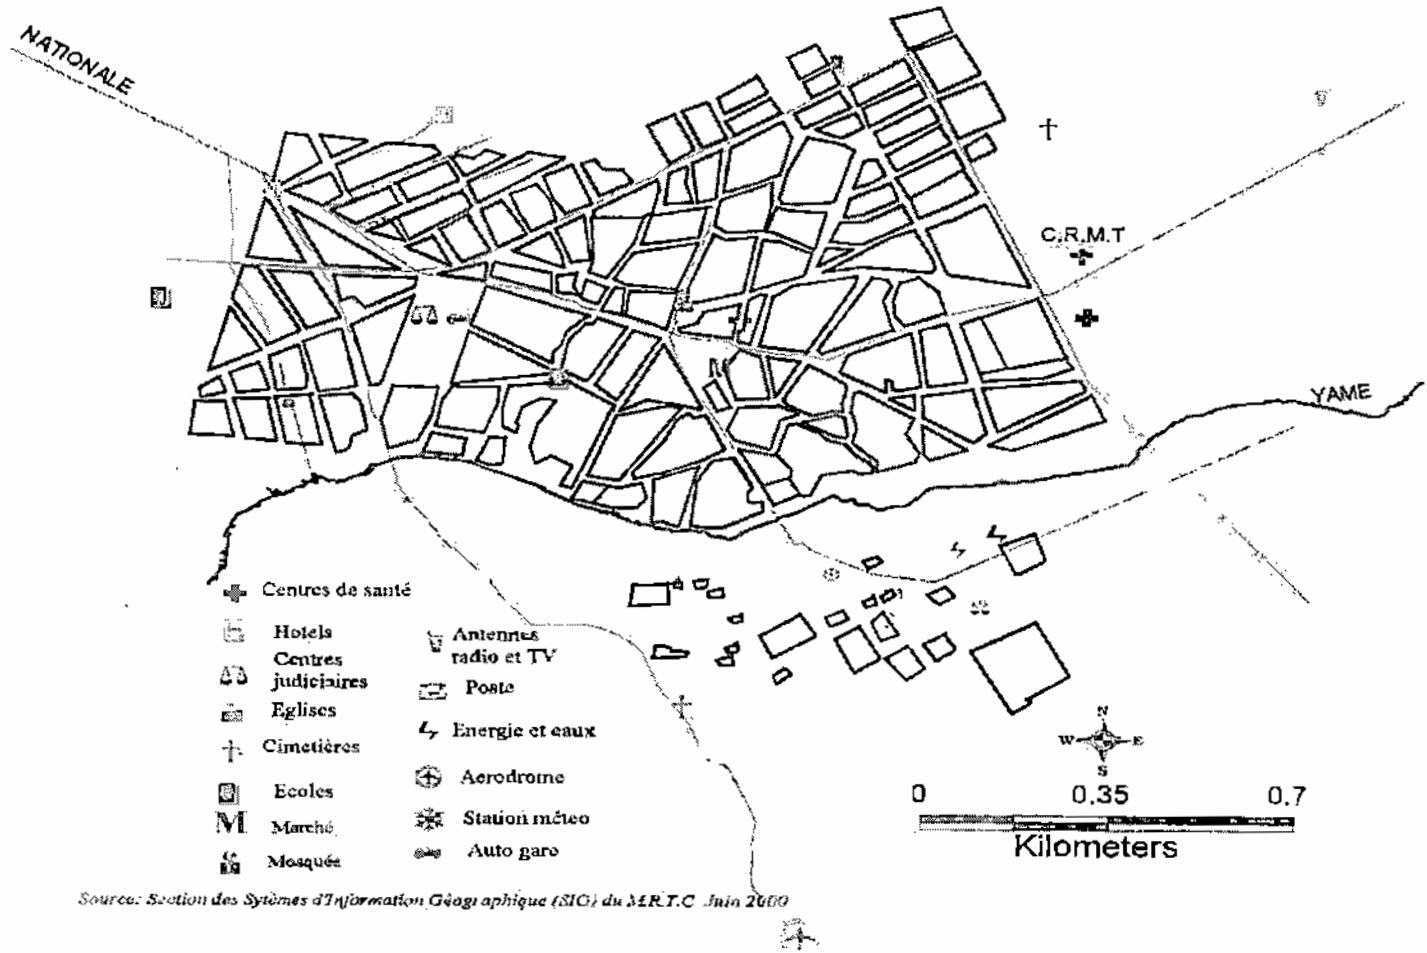 NATIONALE
C.R.M.T
YAME
M
Centres de santé
Hotels
Centres
judiciaires
Eglises
Cimetières
Ecoles
M Marché
Mosquée
Antennes
radio et TV
Poste
Energie et eaux
Aerodrome
Station méteo
Auto gare
N
W E
S
0 0.35 0.7
Kilometers
Source: Section des Sytèmes d'Information Géographique (SIG) du M.R.T.C Juin 2000